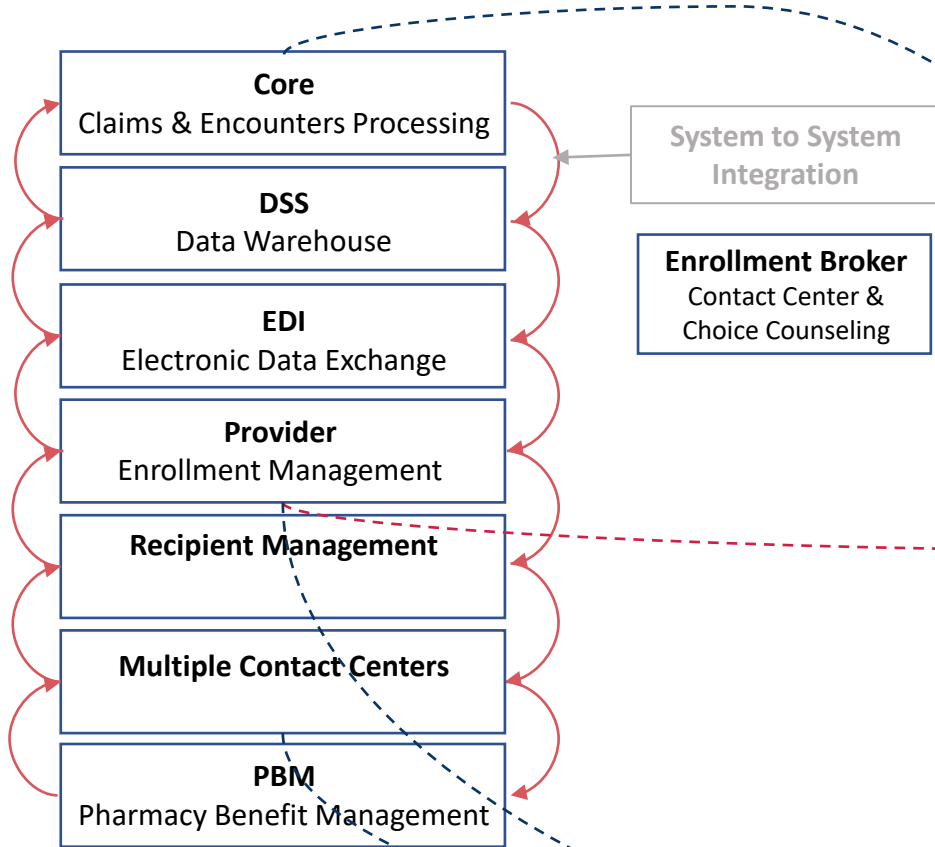 Core
Claims & Encounters Processing
System to System
Integration
DSS
Data Warehouse
Enrollment Broker
Contact Center &
Choice Counseling
EDI
Electronic Data Exchange
Provider
Enrollment Management
Recipient Management
Multiple Contact Centers
PBM
Pharmacy Benefit Management